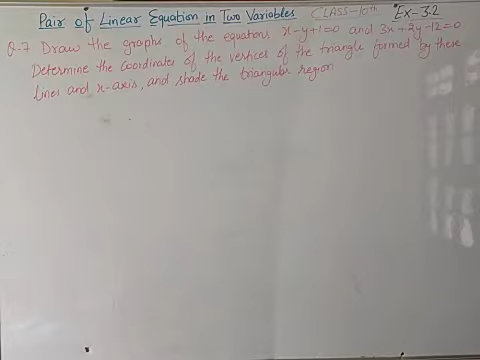 Pair of Linear Equation in Two Variables CLASS-10th Ex-3.2
Q.7 Draw the graphs of the equations x-y+1=0 and 3x+2y-12=0
Determine the coordinates of the vertices of the triangle formed by these
lines and x-axis, and shade the triangular region